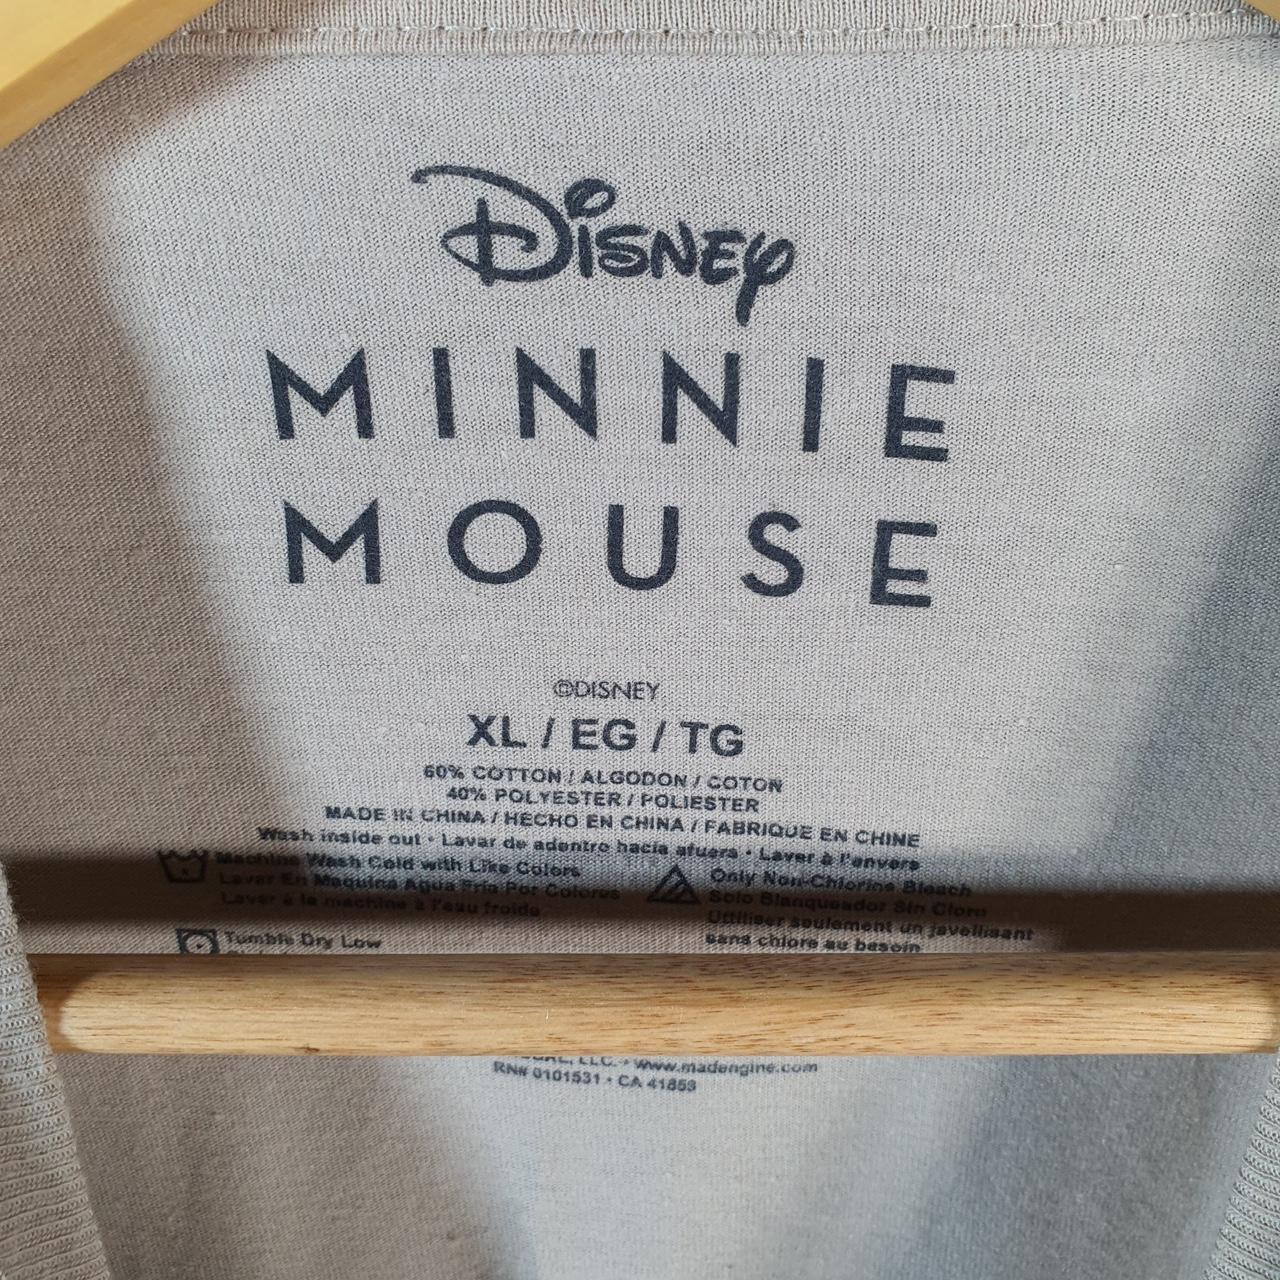 Disney
MINNIE
MOUSE
©DISNEY
XL / EG / TG
60% COTTON / ALGODON / COTON
40% POLYESTER / POLIESTER
MADE IN CHINA / HECHO EN CHINA / FABRIQUE EN CHINE
Wash inside out • Lavar de adentro hacia afuera • Laver à l'envers
Machine Wash Cold with Like Colors
Lavar En Maquina Agua Fria Por Colores
Laver à la machine à l'eau froide
Only Non-Chlorine Bleach
Solo Blanqueador Sin Cloro
Uttiliser seulement un javellisant
sans chlore au besoin
Tumble Dry Low
LLC. • www.madengine.com
RN# 0101531 • CA 41853